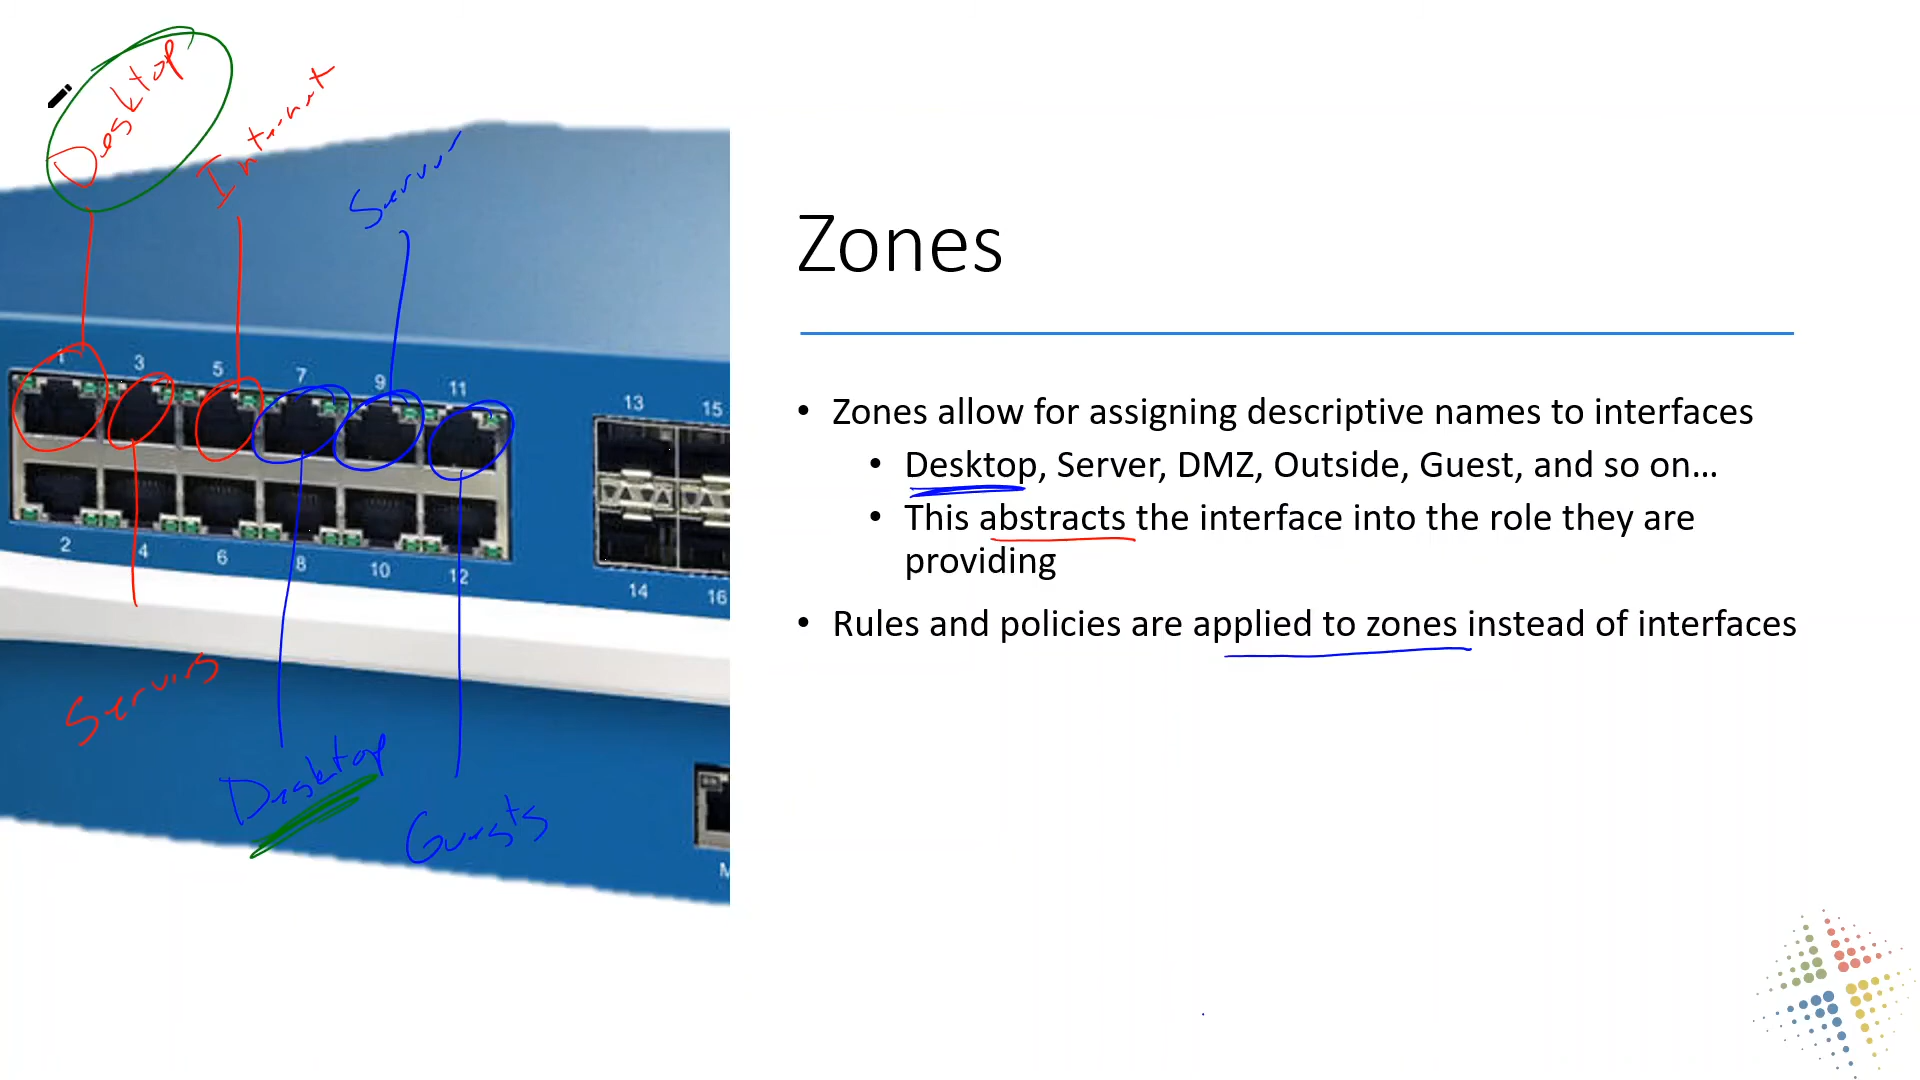 Desktop
Internet
Server
1 3 5 7 9 11
13 15
2 4 6 8 10 12
14 16
Servers
Desktop
Guests
M
Zones
• Zones allow for assigning descriptive names to interfaces
• Desktop, Server, DMZ, Outside, Guest, and so on...
• This abstracts the interface into the role they are
providing
• Rules and policies are applied to zones instead of interfaces